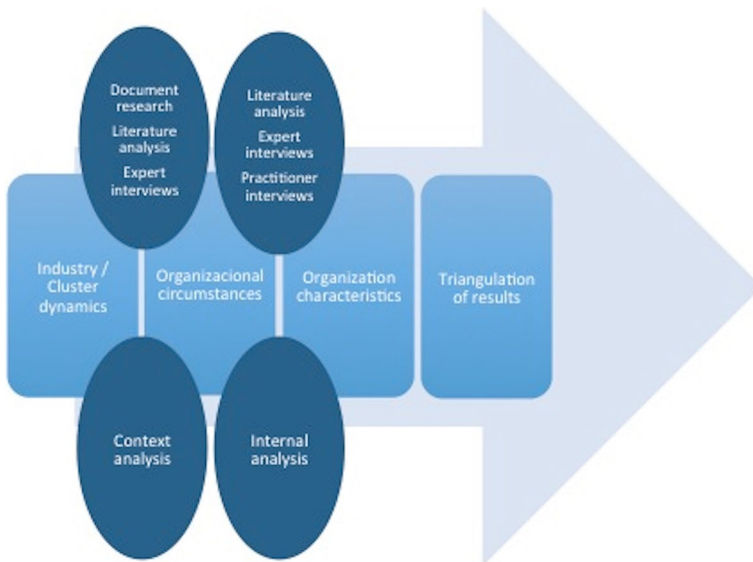 Document
research
Literature
analysis
Expert
interviews
Literature
analysis
Expert
interviews
Practitioner
interviews
Industry /
Cluster
dynamics
Organizacional
circumstances
Organization
characteristics
Triangulation
of results
Context
analysis
Internal
analysis